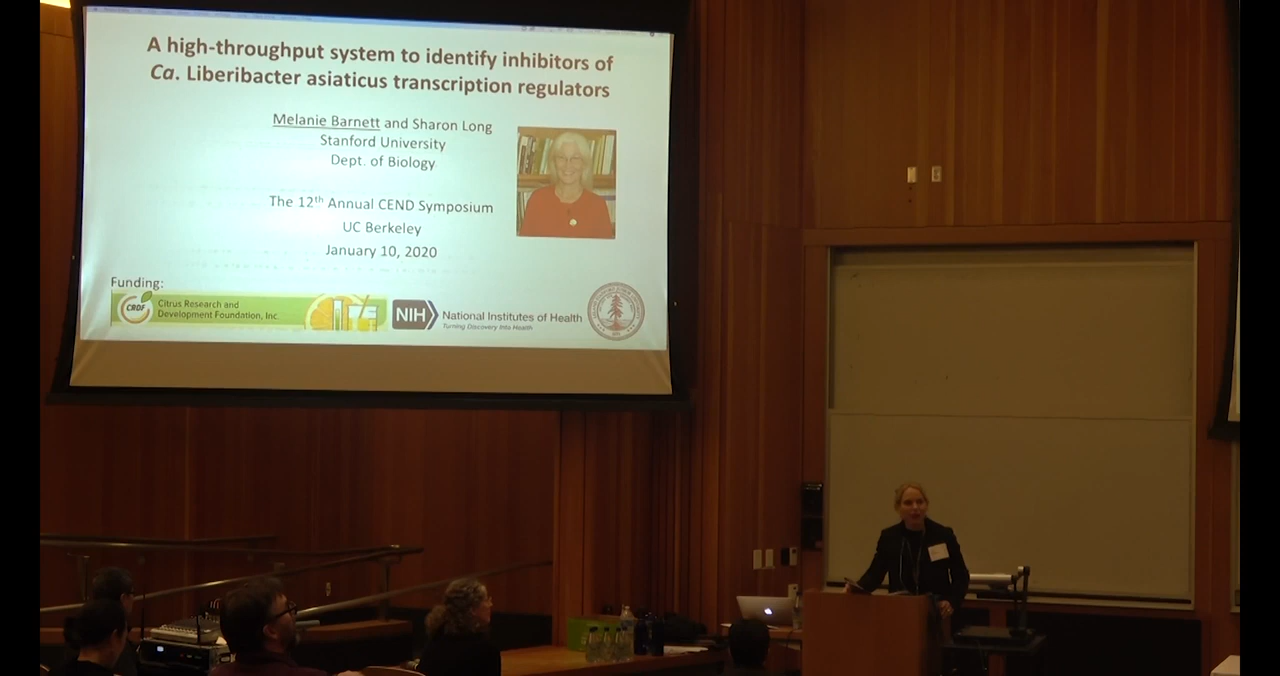 A high-throughput system to identify inhibitors of
Ca. Liberibacter asiaticus transcription regulators
Melanie Barnett and Sharon Long
Stanford University
Dept. of Biology
The 12th Annual CEND Symposium
UC Berkeley
January 10, 2020
Funding:
CRDF
Citrus Research and
Development Foundation, Inc.
NIH
National Institutes of Health
Turning Discovery Into Health